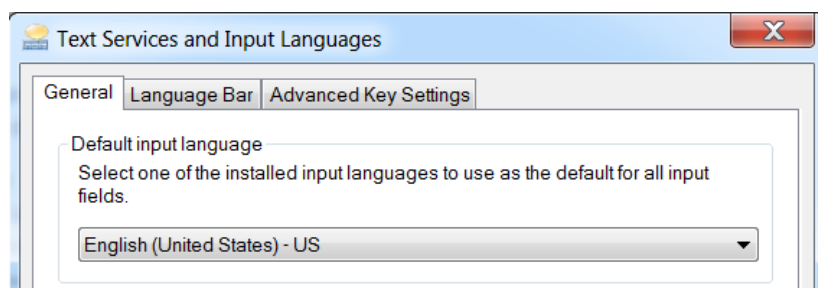 Text Services and Input Languages
General Language Bar Advanced Key Settings
Default input language
Select one of the installed input languages to use as the default for all input
fields.
English (United States) - US